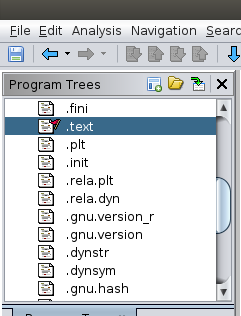 File Edit Analysis Navigation
Program Trees
.fini
.text
.plt
.init
.rela.plt
.rela.dyn
.gnu.version_r
.gnu.version
.dynstr
.dynsym
.gnu.hash